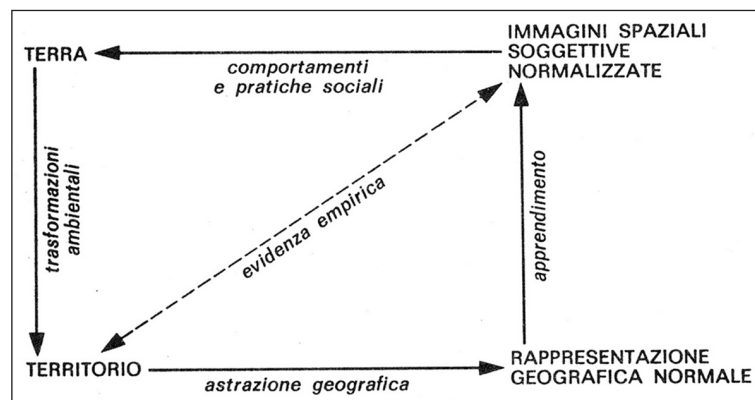 IMMAGINI SPAZIALI
SOGGETTIVE
NORMALIZZATE
TERRA
comportamenti
e pratiche sociali
trasformazioni
ambientali
evidenza empirica
apprendimento
TERRITORIO
astrazione geografica
RAPPRESENTAZIONE
GEOGRAFICA NORMALE